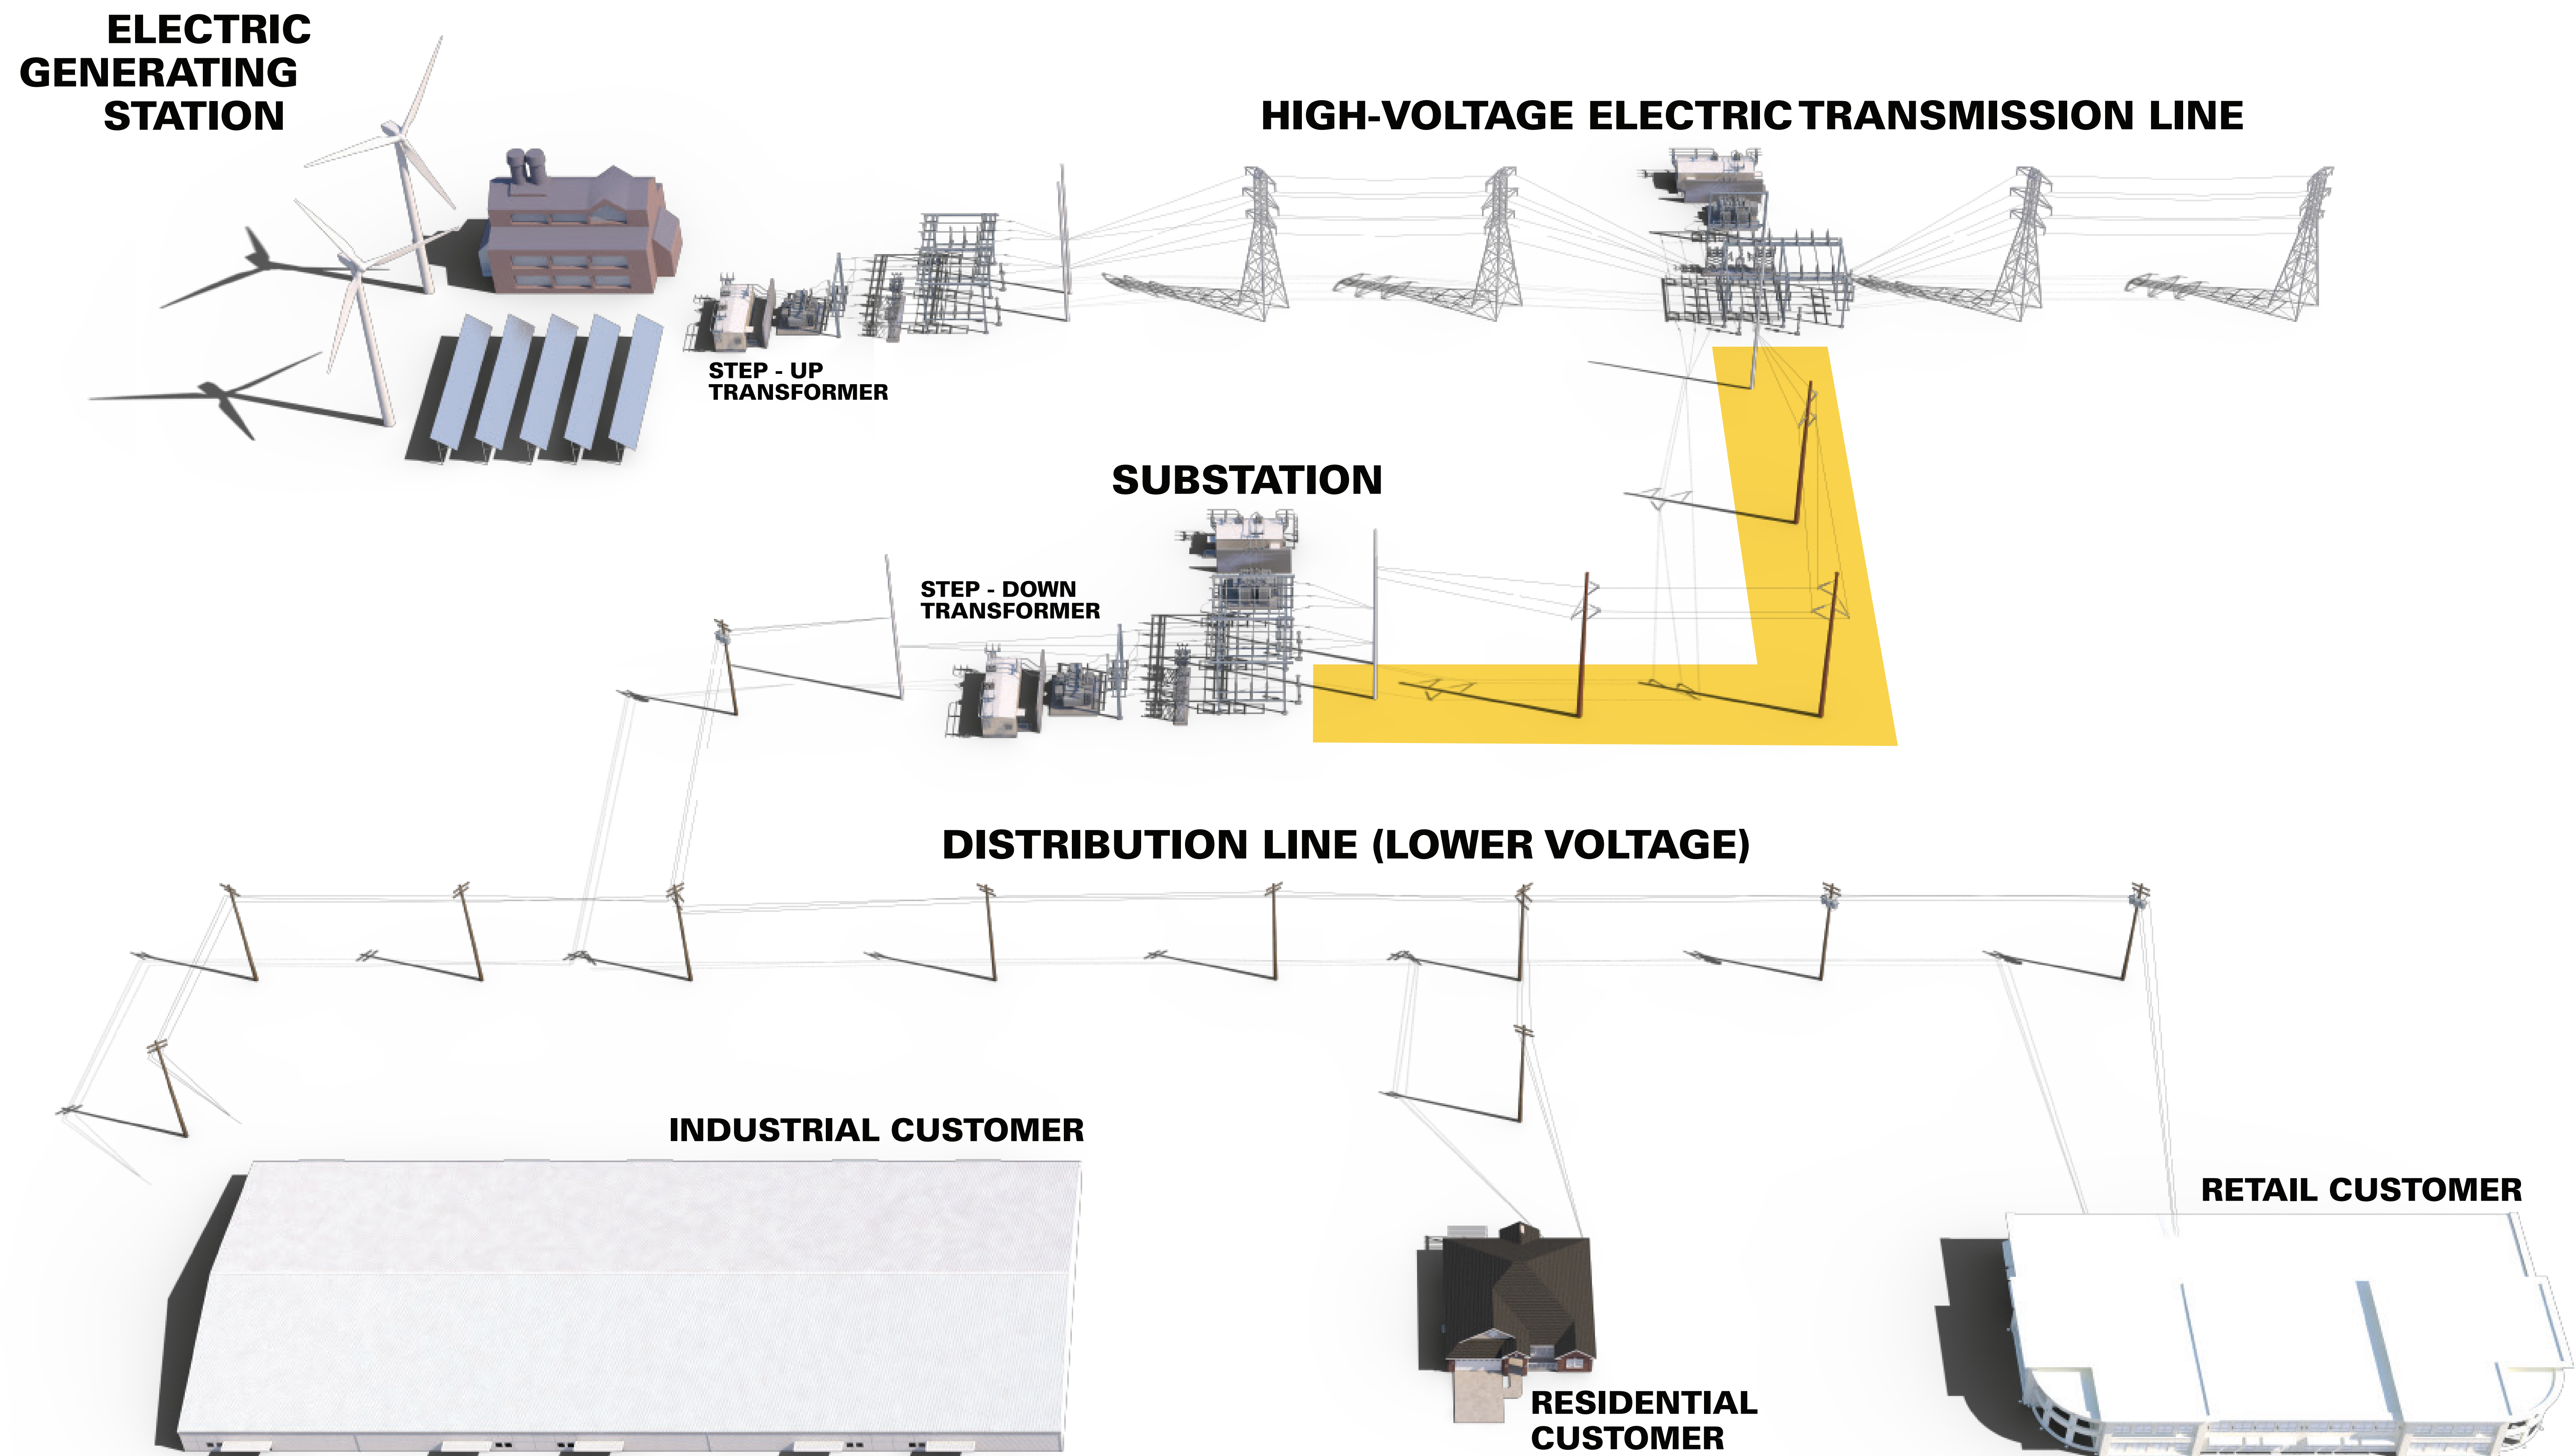 ELECTRIC
GENERATING
STATION
HIGH-VOLTAGE ELECTRIC TRANSMISSION LINE
STEP - UP
TRANSFORMER
SUBSTATION
STEP - DOWN
TRANSFORMER
DISTRIBUTION LINE (LOWER VOLTAGE)
INDUSTRIAL CUSTOMER
RETAIL CUSTOMER
RESIDENTIAL
CUSTOMER